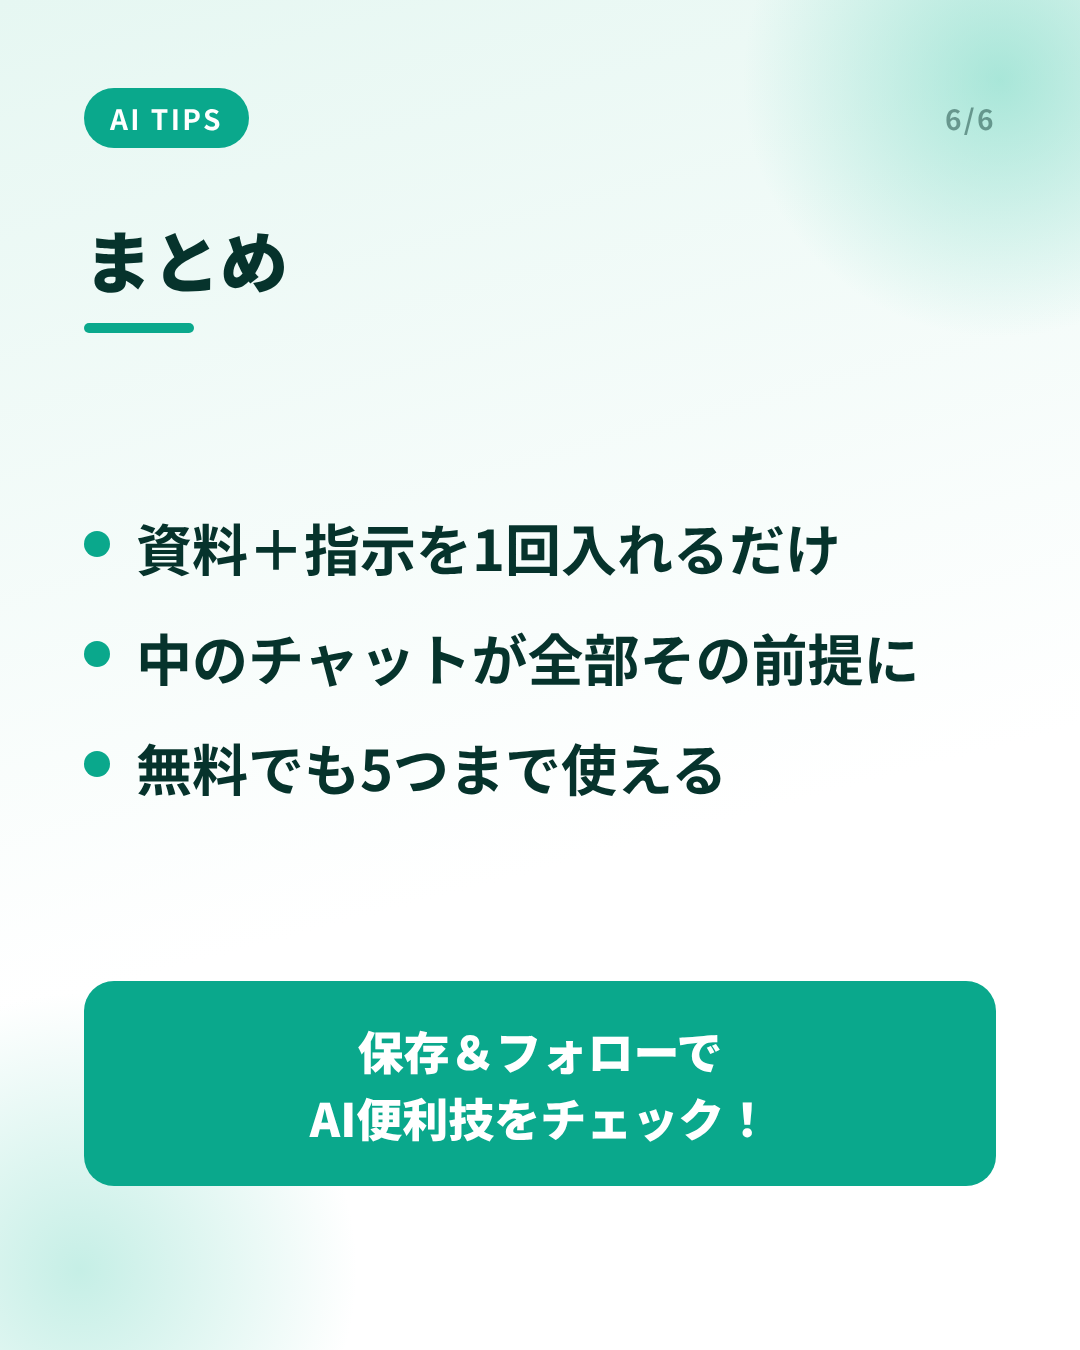 AI TIPS
6/6
まとめ
資料＋指示を1回入れるだけ
中のチャットが全部その前提に
無料でも5つまで使える
保存＆フォローで
AI便利技をチェック！